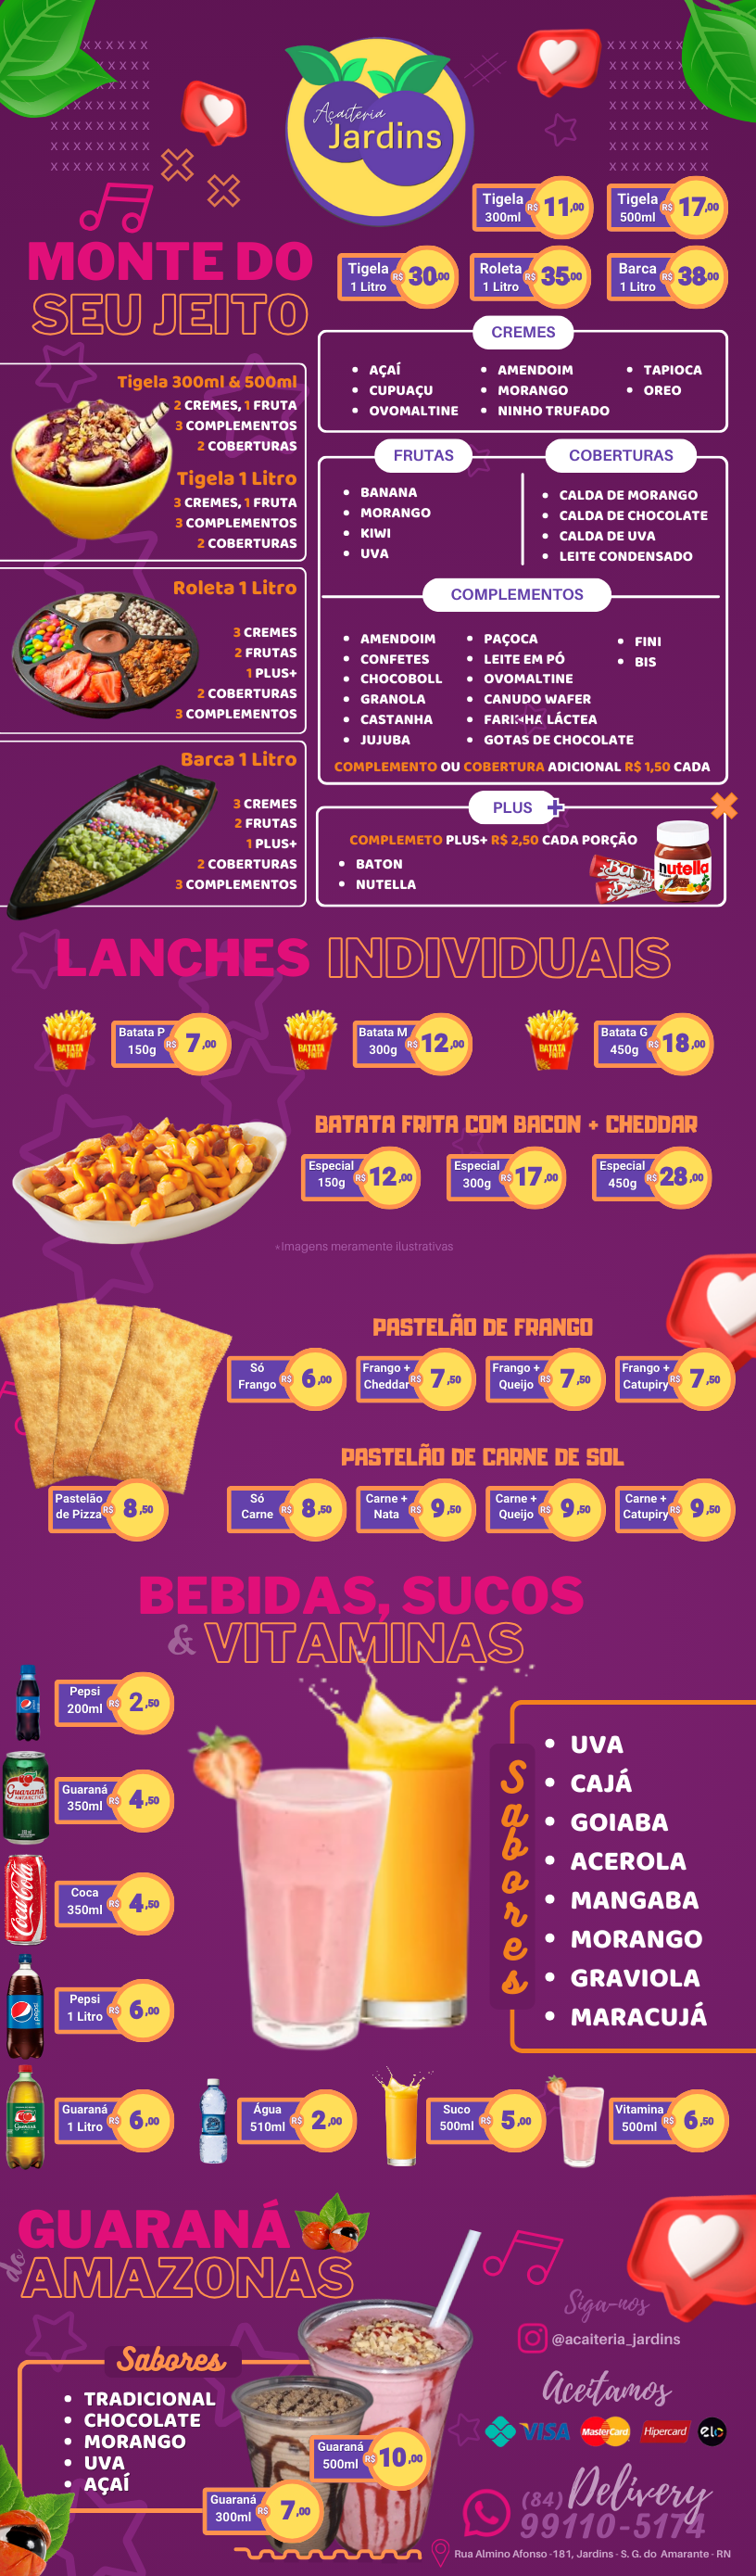 Açaiteria
Jardins
Tigela 300ml R$ 11,00
Tigela 500ml R$ 17,00
MONTE DO
SEU JEITO
Tigela 1 Litro R$ 30,00
Roleta 1 Litro R$ 35,00
Barca 1 Litro R$ 38,00
Tigela 300ml & 500ml
2 CREMES, 1 FRUTA
3 COMPLEMENTOS
2 COBERTURAS
Tigela 1 Litro
3 CREMES, 1 FRUTA
3 COMPLEMENTOS
2 COBERTURAS
Roleta 1 Litro
3 CREMES
2 FRUTAS
1 PLUS+
2 COBERTURAS
3 COMPLEMENTOS
Barca 1 Litro
3 CREMES
2 FRUTAS
1 PLUS+
2 COBERTURAS
3 COMPLEMENTOS
CREMES
• AÇAÍ
• CUPUAÇU
• OVOMALTINE
• AMENDOIM
• MORANGO
• NINHO TRUFADO
• TAPIOCA
• OREO
FRUTAS
• BANANA
• MORANGO
• KIWI
• UVA
COBERTURAS
• CALDA DE MORANGO
• CALDA DE CHOCOLATE
• CALDA DE UVA
• LEITE CONDENSADO
COMPLEMENTOS
• AMENDOIM
• CONFETES
• CHOCOBOLL
• GRANOLA
• CASTANHA
• JUJUBA
• PAÇOCA
• LEITE EM PÓ
• OVOMALTINE
• CANUDO WAFER
• FARINHA LÁCTEA
• GOTAS DE CHOCOLATE
• FINI
• BIS
COMPLEMENTO OU COBERTURA ADICIONAL R$ 1,50 CADA
PLUS +
COMPLEMETO PLUS+ R$ 2,50 CADA PORÇÃO
• BATON
• NUTELLA
Baton
nutella
LANCHES INDIVIDUAIS
BATATA FRITA
Batata P 150g R$ 7,00
BATATA FRITA
Batata M 300g R$ 12,00
BATATA FRITA
Batata G 450g R$ 18,00
BATATA FRITA COM BACON + CHEDDAR
Especial 150g R$ 12,00
Especial 300g R$ 17,00
Especial 450g R$ 28,00
*Imagens meramente ilustrativas
PASTELÃO DE FRANGO
Só Frango R$ 6,00
Frango + Cheddar R$ 7,50
Frango + Queijo R$ 7,50
Frango + Catupiry R$ 7,50
PASTELÃO DE CARNE DE SOL
Pastelão de Pizza R$ 8,50
Só Carne R$ 8,50
Carne + Nata R$ 9,50
Carne + Queijo R$ 9,50
Carne + Catupiry R$ 9,50
BEBIDAS, SUCOS
& VITAMINAS
Pepsi 200ml R$ 2,50
Guaraná ANTARCTICA
Guaraná 350ml R$ 4,50
Coca-Cola
Coca 350ml R$ 4,50
pepsi
Pepsi 1 Litro R$ 6,00
Guaraná 1 Litro R$ 6,00
Sabores
• UVA
• CAJÁ
• GOIABA
• ACEROLA
• MANGABA
• MORANGO
• GRAVIOLA
• MARACUJÁ
Água 510ml R$ 2,00
Suco 500ml R$ 5,00
Vitamina 500ml R$ 6,50
GUARANÁ
do AMAZONAS
Sabores
• TRADICIONAL
• CHOCOLATE
• MORANGO
• UVA
• AÇAÍ
Guaraná 500ml R$ 10,00
Guaraná 300ml R$ 7,00
Siga-nos
@acaiteria_jardins
Aceitamos
VISA MasterCard Hipercard elo
Delivery
(84) 99110-5174
Rua Almino Afonso -181, Jardins - S. G. do Amarante - RN